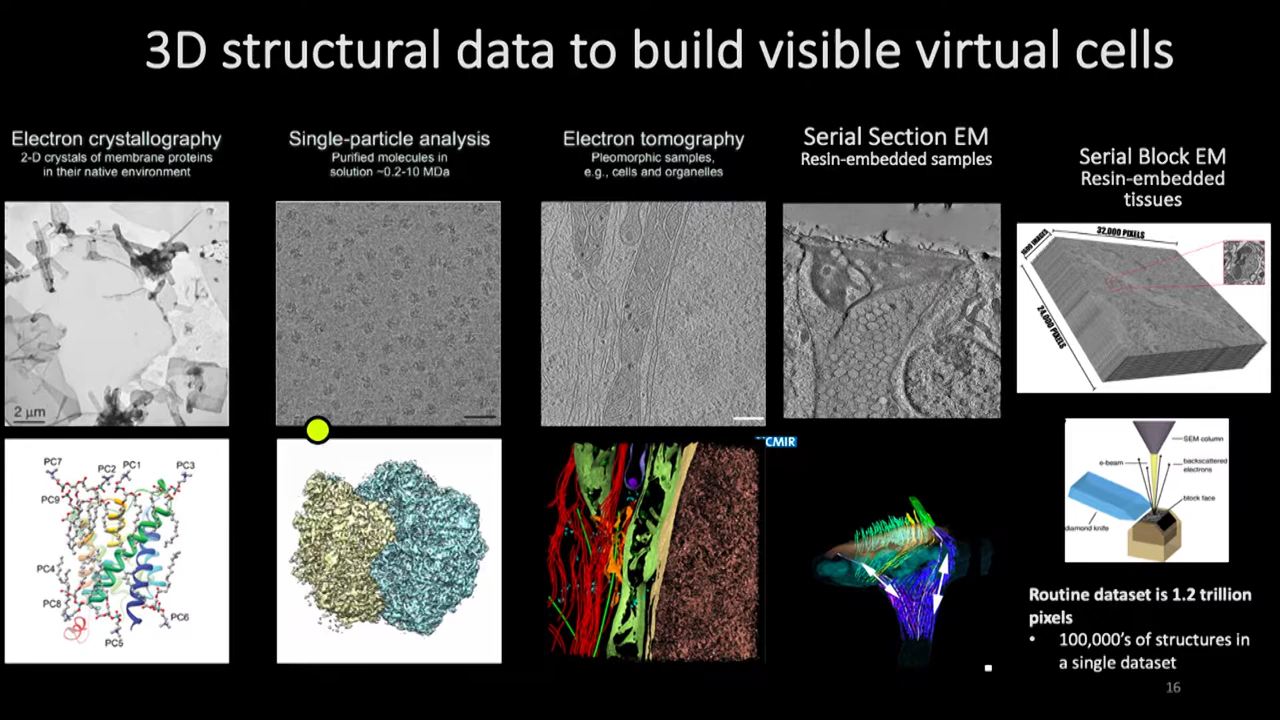 3D structural data to build visible virtual cells
Electron crystallography
2-D crystals of membrane proteins
in their native environment
Single-particle analysis
Purified molecules in
solution ~0.2-10 MDa
Electron tomography
Pleomorphic samples,
e.g., cells and organelles
Serial Section EM
Resin-embedded samples
Serial Block EM
Resin-embedded
tissues
2 μm
1600 IMAGES
32,000 PIXELS
24,000 PIXELS
PC7
PC2
PC1
PC3
PC9
PC4
PC8
PC5
PC6
CMIR
SEM column
e-beam
backscattered
electrons
block face
diamond knife
Routine dataset is 1.2 trillion
pixels
• 100,000's of structures in
a single dataset
16